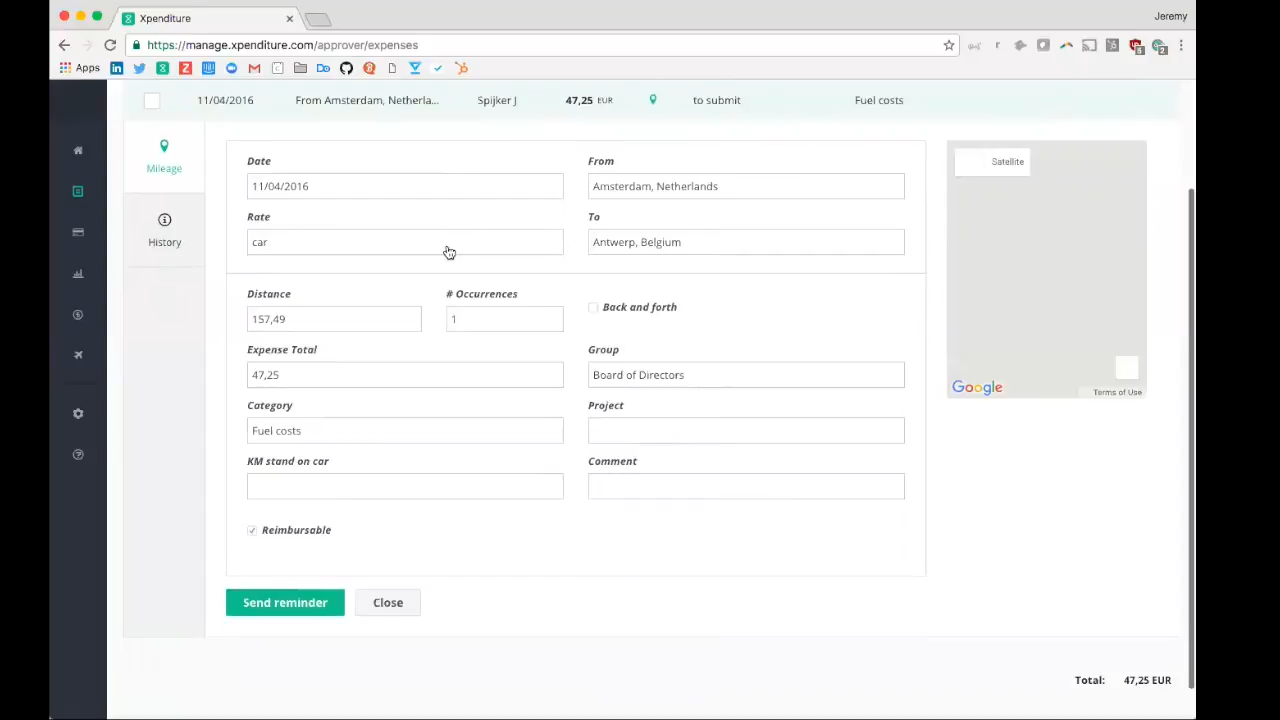 Xpenditure
Jeremy
https://manage.xpenditure.com/approver/expenses
Apps
11/04/2016 From Amsterdam, Netherla... Spijker J 47,25 EUR to submit Fuel costs
Mileage
History
Date From
11/04/2016 Amsterdam, Netherlands
Rate To
car Antwerp, Belgium
Distance # Occurrences
Back and forth
157,49 1
Expense Total Group
47,25 Board of Directors
Category Project
Fuel costs
KM stand on car Comment
Reimbursable
Send reminder Close
Satellite
Google Terms of Use
Total: 47,25 EUR